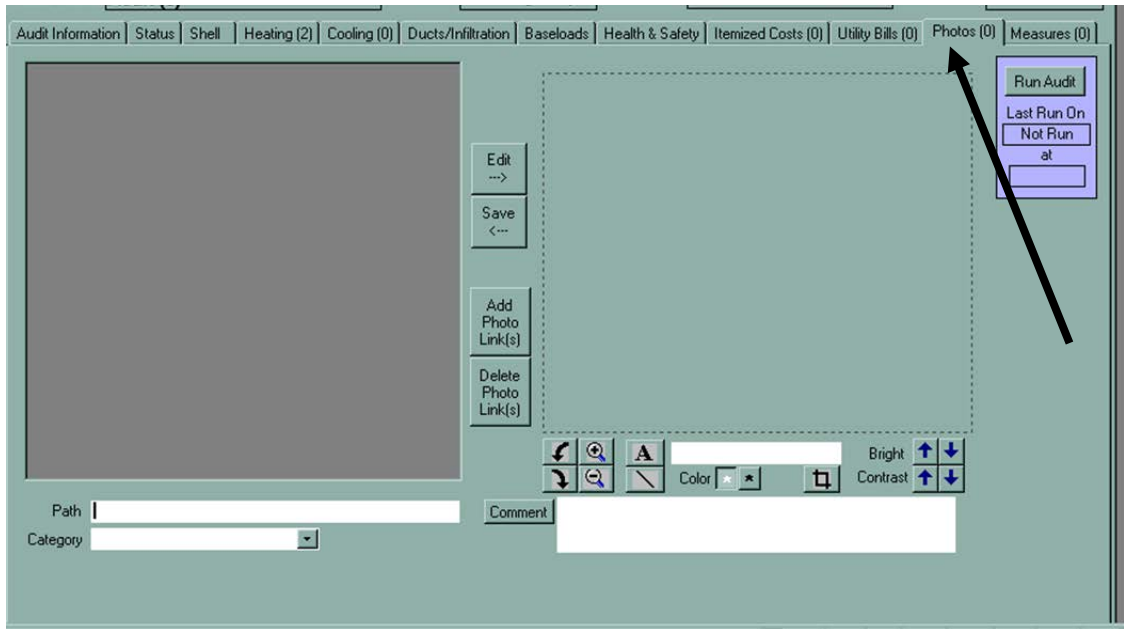 Audit Information Status Shell Heating (2) Cooling (0) Ducts/Infiltration Baseloads Health & Safety Itemized Costs (0) Utility Bills (0) Photos (0) Measures (0)
Run Audit
Last Run On
Not Run
at
Edit
--->
Save
<---
Add
Photo
Link(s)
Delete
Photo
Link(s)
A
Bright
Color * *
Contrast
Path
Comment
Category